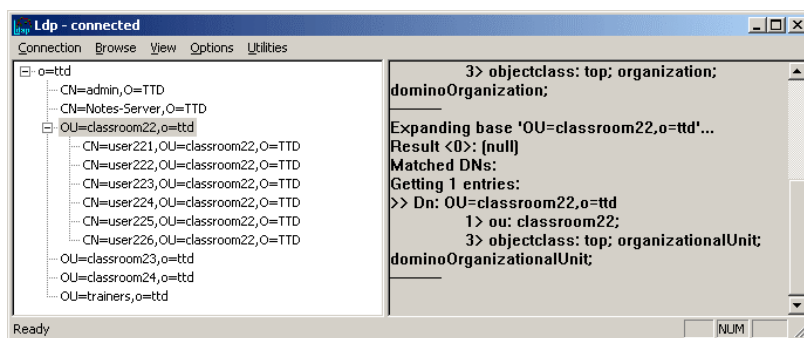 Ldp - connected
Connection Browse View Options Utilities
o=ttd
CN=admin,O=TTD
CN=Notes-Server,O=TTD
OU=classroom22,o=ttd
CN=user221,OU=classroom22,O=TTD
CN=user222,OU=classroom22,O=TTD
CN=user223,OU=classroom22,O=TTD
CN=user224,OU=classroom22,O=TTD
CN=user225,OU=classroom22,O=TTD
CN=user226,OU=classroom22,O=TTD
OU=classroom23,o=ttd
OU=classroom24,o=ttd
OU=trainers,o=ttd
3> objectclass: top; organization;
dominoOrganization;
Expanding base 'OU=classroom22,o=ttd'...
Result <0>: (null)
Matched DNs:
Getting 1 entries:
>> Dn: OU=classroom22,o=ttd
1> ou: classroom22;
3> objectclass: top; organizationalUnit;
dominoOrganizationalUnit;
Ready
NUM